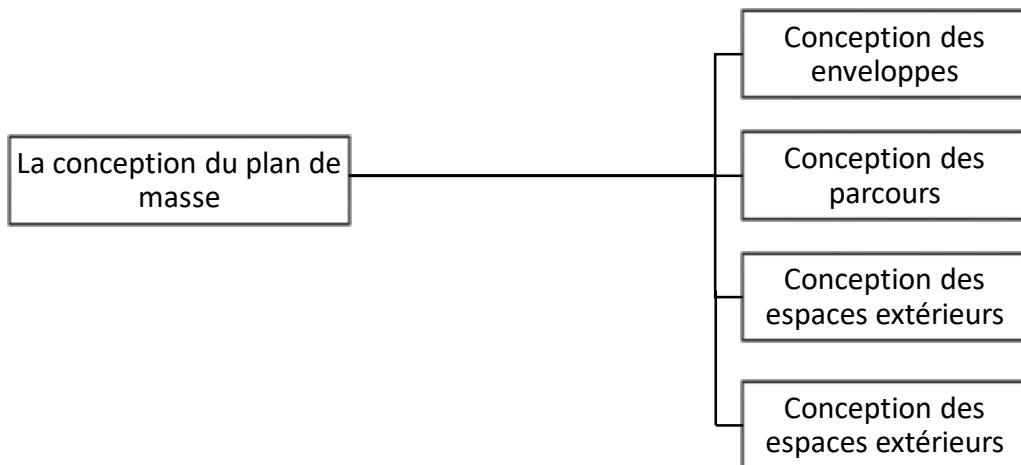 Conception des
enveloppes
La conception du plan de
masse
Conception des
parcours
Conception des
espaces extérieurs
Conception des
espaces extérieurs